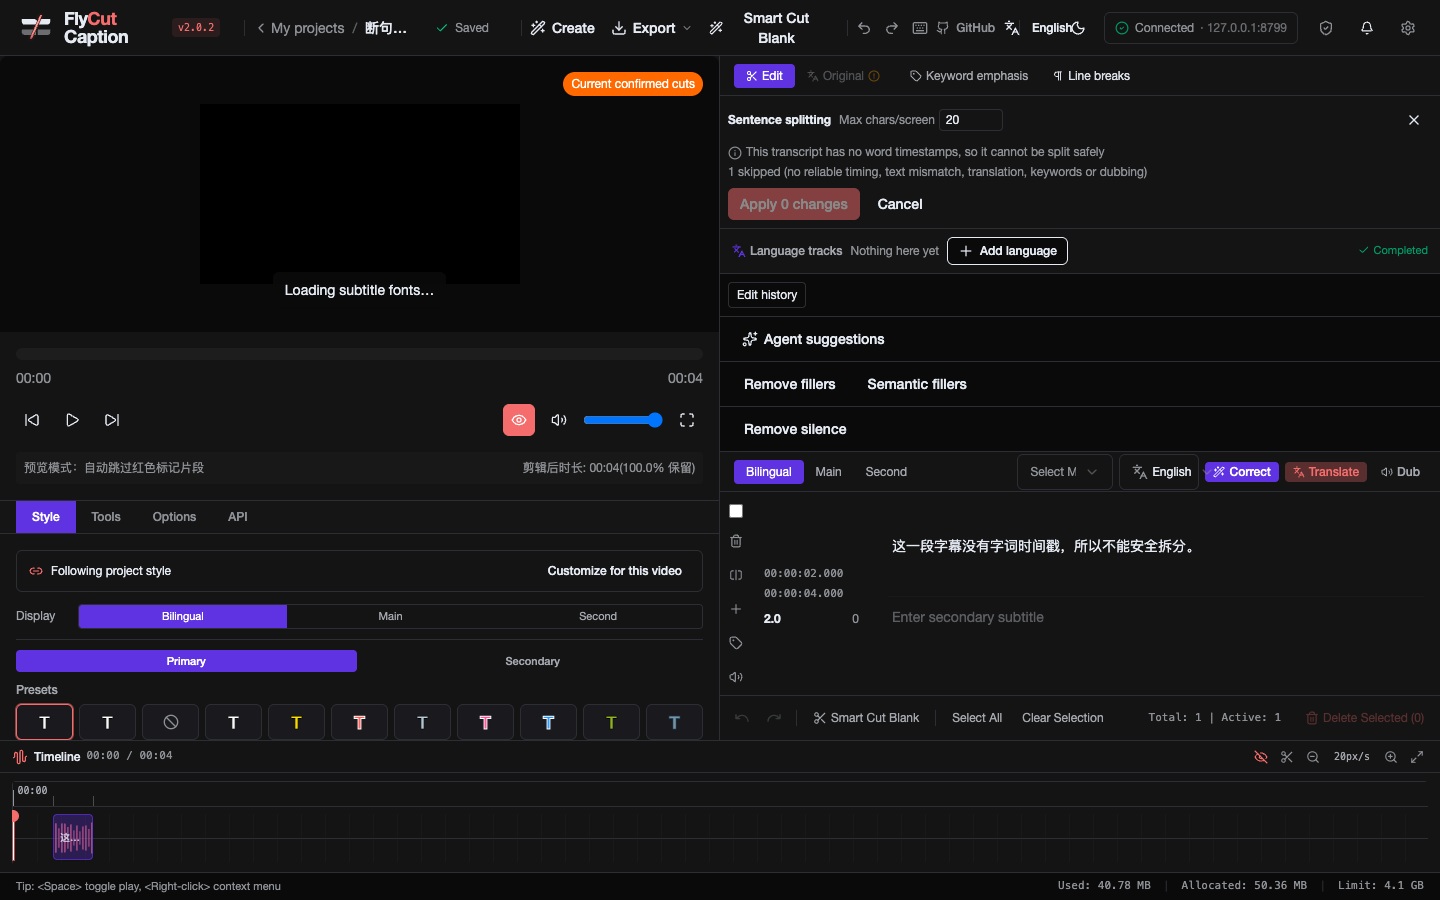 FlyCut
Caption
v2.0.2
My projects / 断句...
Saved
Create
Export
Smart Cut
Blank
GitHub
English
Connected · 127.0.0.1:8799
Current confirmed cuts
Loading subtitle fonts...
00:00
00:04
预览模式：自动跳过红色标记片段
剪辑后时长: 00:04(100.0% 保留)
Style
Tools
Options
API
Following project style
Customize for this video
Display
Bilingual
Main
Second
Primary
Secondary
Presets
T T T T T T T T T T
Edit
Original
Keyword emphasis
Line breaks
Sentence splitting
Max chars/screen
20
This transcript has no word timestamps, so it cannot be split safely
1 skipped (no reliable timing, text mismatch, translation, keywords or dubbing)
Apply 0 changes
Cancel
Language tracks
Nothing here yet
Add language
Completed
Edit history
Agent suggestions
Remove fillers
Semantic fillers
Remove silence
Bilingual
Main
Second
Select M
English
Correct
Translate
Dub
这一段字幕没有字词时间戳，所以不能安全拆分。
00:00:02.000
00:00:04.000
2.0
0
Enter secondary subtitle
Smart Cut Blank
Select All
Clear Selection
Total: 1 | Active: 1
Delete Selected (0)
Timeline
00:00 / 00:04
20px/s
00:00
这...
Tip: <Space> toggle play, <Right-click> context menu
Used: 40.78 MB
Allocated: 50.36 MB
Limit: 4.1 GB